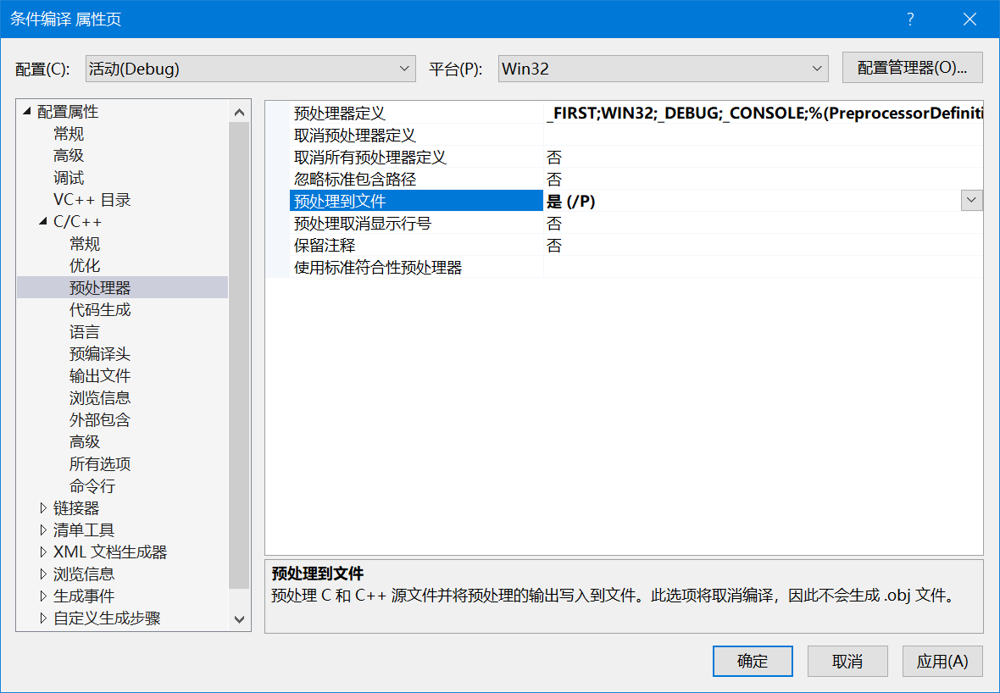 条件编译 属性页
?
配置(C): 活动(Debug) 平台(P): Win32 配置管理器(O)...
配置属性
常规
高级
调试
VC++ 目录
C/C++
常规
优化
预处理器
代码生成
语言
预编译头
输出文件
浏览信息
外部包含
高级
所有选项
命令行
链接器
清单工具
XML 文档生成器
浏览信息
生成事件
自定义生成步骤
预处理器定义 _FIRST;WIN32;_DEBUG;_CONSOLE;%(PreprocessorDefiniti
取消预处理器定义
取消所有预处理器定义 否
忽略标准包含路径 否
预处理到文件 是 (/P)
预处理取消显示行号 否
保留注释 否
使用标准符合性预处理器
预处理到文件
预处理 C 和 C++ 源文件并将预处理的输出写入到文件。此选项将取消编译，因此不会生成 .obj 文件。
确定 取消 应用(A)